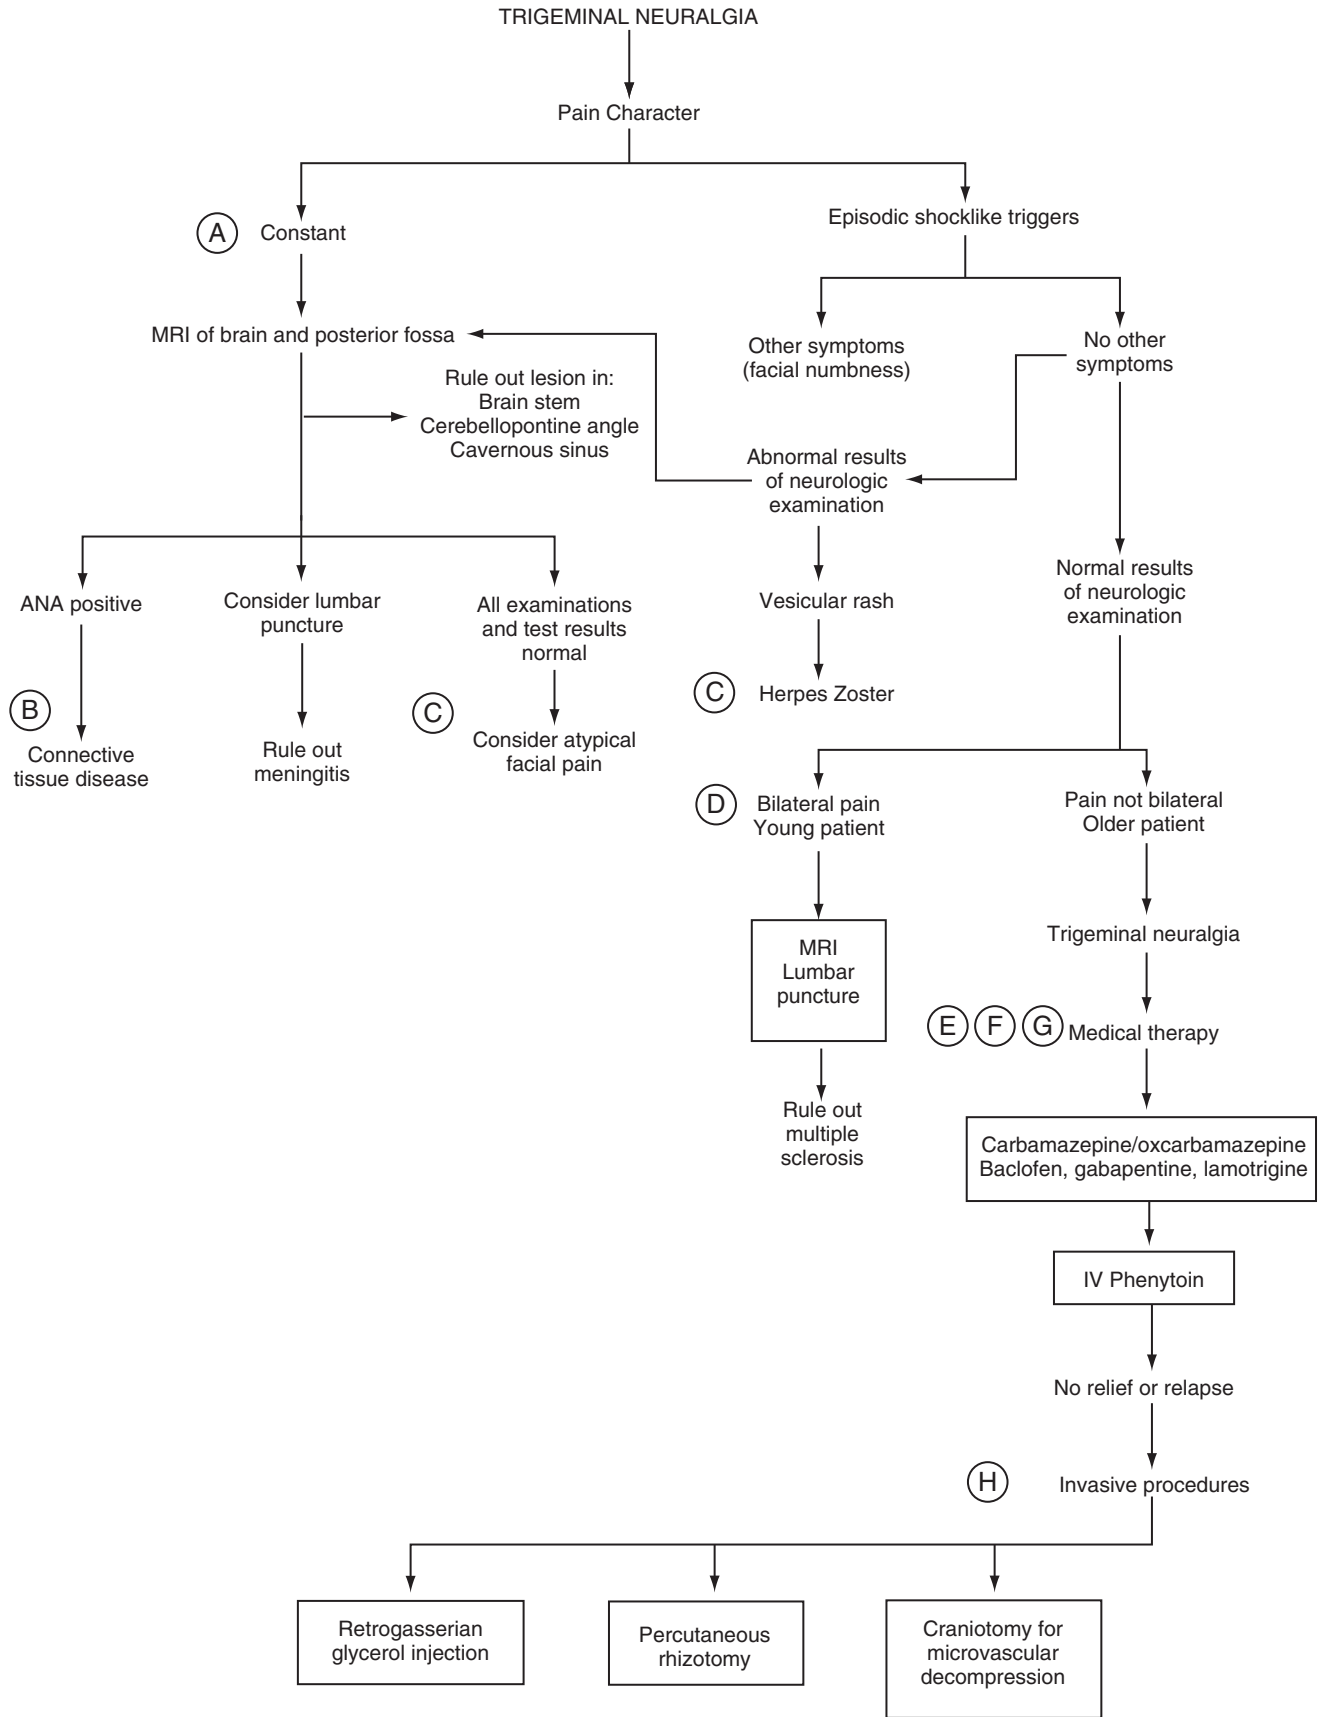 TRIGEMINAL NEURALGIA
Pain Character
A
Constant
Episodic shocklike triggers
MRI of brain and posterior fossa
Other symptoms
(facial numbness)
No other
symptoms
Rule out lesion in:
Brain stem
Cerebellopontine angle
Cavernous sinus
Abnormal results
of neurologic
examination
Normal results
of neurologic
examination
ANA positive
Consider lumbar
puncture
All examinations
and test results
normal
Vesicular rash
B
Connective
tissue disease
Rule out
meningitis
C
Consider atypical
facial pain
C
Herpes Zoster
D
Bilateral pain
Young patient
Pain not bilateral
Older patient
MRI
Lumbar
puncture
Trigeminal neuralgia
E F G Medical therapy
Rule out
multiple
sclerosis
Carbamazepine/oxcarbamazepine
Baclofen, gabapentine, lamotrigine
IV Phenytoin
No relief or relapse
H
Invasive procedures
Retrogasserian
glycerol injection
Percutaneous
rhizotomy
Craniotomy for
microvascular
decompression